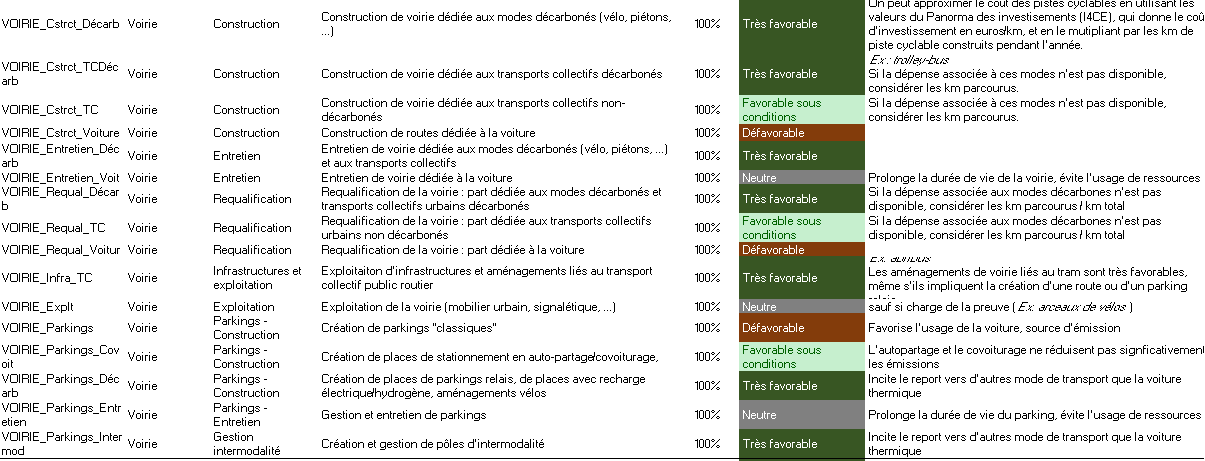 On peut approximer le coût des pistes cyclables en utilisant les
VOIRIE_Cstrct_Décarb Voirie Construction Construction de voirie dédiée aux modes décarbonés (vélo, piétons, 100% Très favorable valeurs du Panorma des investisements (I4CE), qui donne le coû
...) d'investissement en euros/km, et en le mutipliant par les km de
piste cyclable construits pendant l'année.
Ex.: trolley-bus
VOIRIE_Cstrct_TCDéc Voirie Construction Construction de voirie dédiée aux transports collectifs décarbonés 100% Très favorable Si la dépense associée à ces modes n'est pas disponible,
arb considérer les km parcourus.
VOIRIE_Cstrct_TC Voirie Construction Construction de voirie dédiée aux transports collectifs non- 100% Favorable sous Si la dépense associée à ces modes n'est pas disponible,
décarbonés conditions considérer les km parcourus.
VOIRIE_Cstrct_Voiture Voirie Construction Construction de routes dédiée à la voiture 100% Défavorable
VOIRIE_Entretien_Déc Voirie Entretien Entretien de voirie dédiée aux modes décarbonés (vélo, piétons, ...) 100% Très favorable
arb et aux transports collectifs
VOIRIE_Entretien_Voit Voirie Entretien Entretien de voirie dédiée à la voiture 100% Neutre Prolonge la durée de vie de la voirie, évite l'usage de ressources
VOIRIE_Requal_Décar Voirie Requalification Requalification de la voirie : part dédiée aux modes décarbonés et 100% Très favorable Si la dépense associée aux modes décarbones n'est pas
b transports collectifs urbains décarbonés disponible, considérer les km parcourus / km total
VOIRIE_Requal_TC Voirie Requalification Requalification de la voirie : part dédiée aux transports collectifs 100% Favorable sous Si la dépense associée aux modes décarbones n'est pas
urbains non décarbonés conditions disponible, considérer les km parcourus / km total
VOIRIE_Requal_Voitur Voirie Requalification Requalification de la voirie : part dédiée à la voiture 100% Défavorable
VOIRIE_Infra_TC Voirie Infrastructures et exploitation Exploitaiton d'infrastructures et aménagements liés au transport 100% Très favorable Les aménagements de voirie liés au tram sont très favorables,
collectif public routier même s'ils impliquent la création d'une route ou d'un parking
VOIRIE_Explt Voirie Exploitation Exploitation de la voirie (mobilier urbain, signalétique, ...) 100% Neutre sauf si charge de la preuve ( Ex: arceaux de vélos )
VOIRIE_Parkings Voirie Parkings - Construction Création de parkings "classiques" 100% Défavorable Favorise l'usage de la voiture, source d'émission
VOIRIE_Parkings_Cov Voirie Parkings - Création de places de stationnement en auto-partage/covoiturage, 100% Favorable sous L'autopartage et le covoiturage ne réduisent pas signficativement
oit Construction conditions les émissions
VOIRIE_Parkings_Déc Voirie Parkings - Création de places de parkings relais, de places avec recharge 100% Très favorable Incite le report vers d'autres mode de transport que la voiture
arb Construction électrique/hydrogène, aménagements vélos thermique
VOIRIE_Parkings_Entr Voirie Parkings - Gestion et entretien de parkings 100% Neutre Prolonge la durée de vie du parking, évite l'usage de ressources
etien Entretien
VOIRIE_Parkings_Inter Voirie Gestion Création et gestion de pôles d'intermodalité 100% Très favorable Incite le report vers d'autres mode de transport que la voiture
mod intermodalité thermique